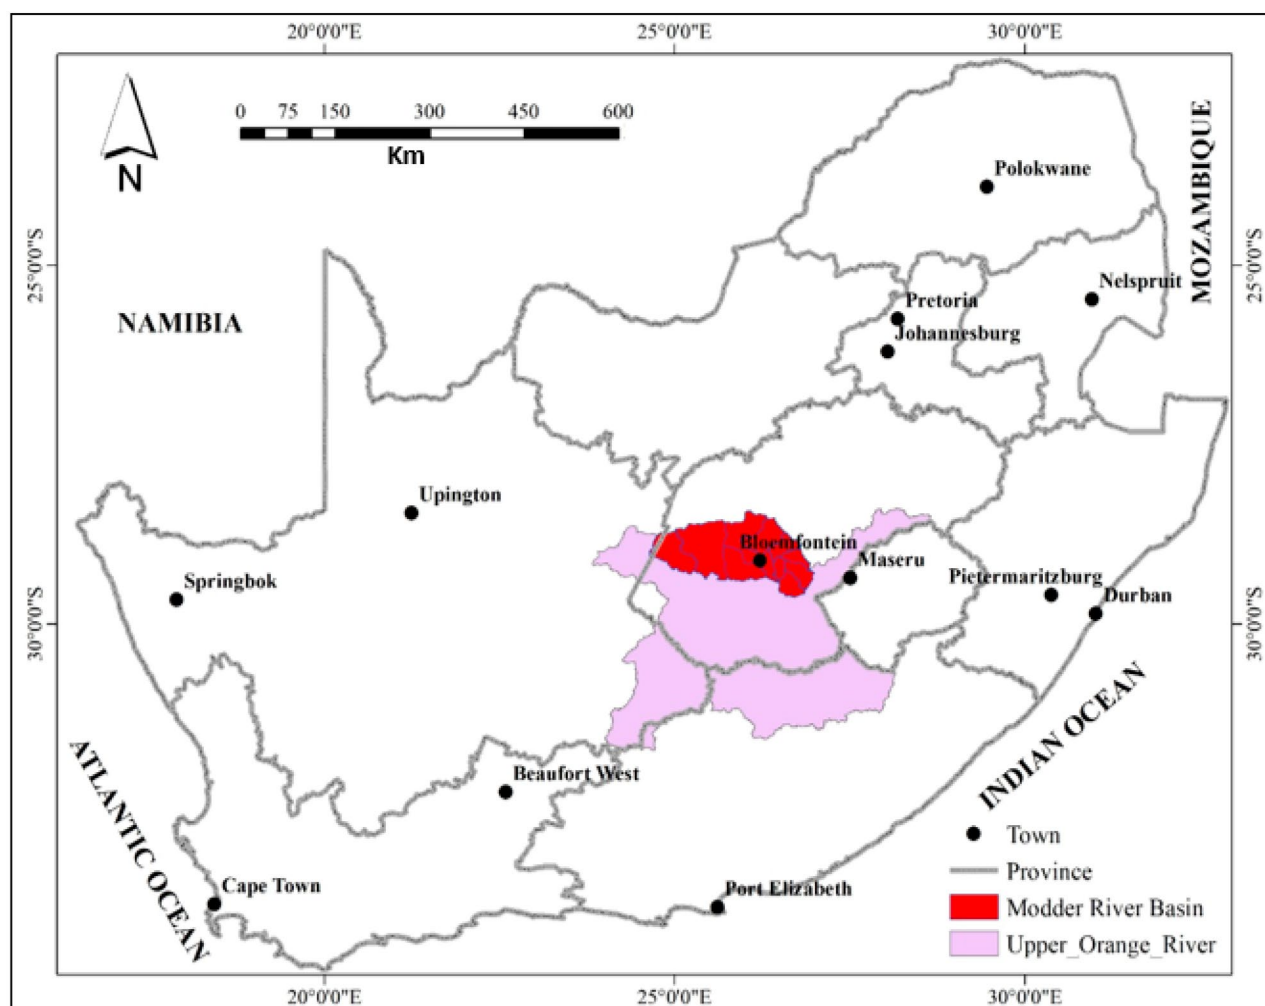 20°0'0"E 25°0'0"E 30°0'0"E
0 75 150 300 450 600
Km
N
MOZAMBIQUE
Polokwane
25°0'0"S
25°0'0"S
Nelspruit
Pretoria
NAMIBIA
Johannesburg
Upington
Bloemfontein
Maseru
Springbok
Pietermaritzburg
Durban
30°0'0"S
30°0'0"S
INDIAN OCEAN
ATLANTIC OCEAN
Beaufort West
Town
Province
Cape Town
Port Elizabeth
Modder River Basin
Upper_Orange_River
20°0'0"E 25°0'0"E 30°0'0"E